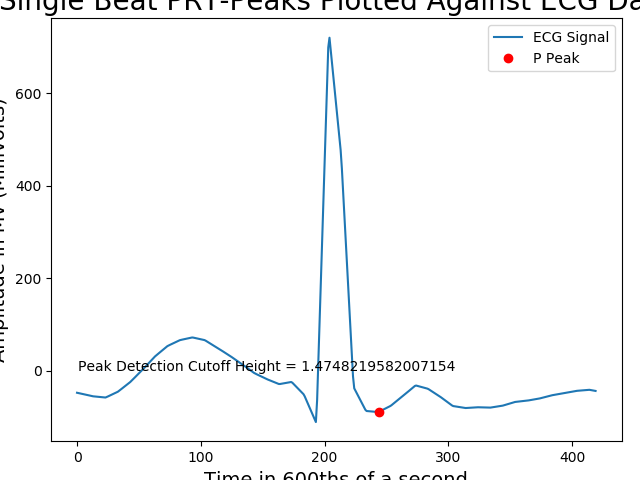 Single Beat PRT-Peaks Plotted Against ECG Da
ECG Signal
P Peak
600
400
200
0
Peak Detection Cutoff Height = 1.4748219582007154
Amplitude in MV (MilliVolts)
0 100 200 300 400
Time in 600ths of a second